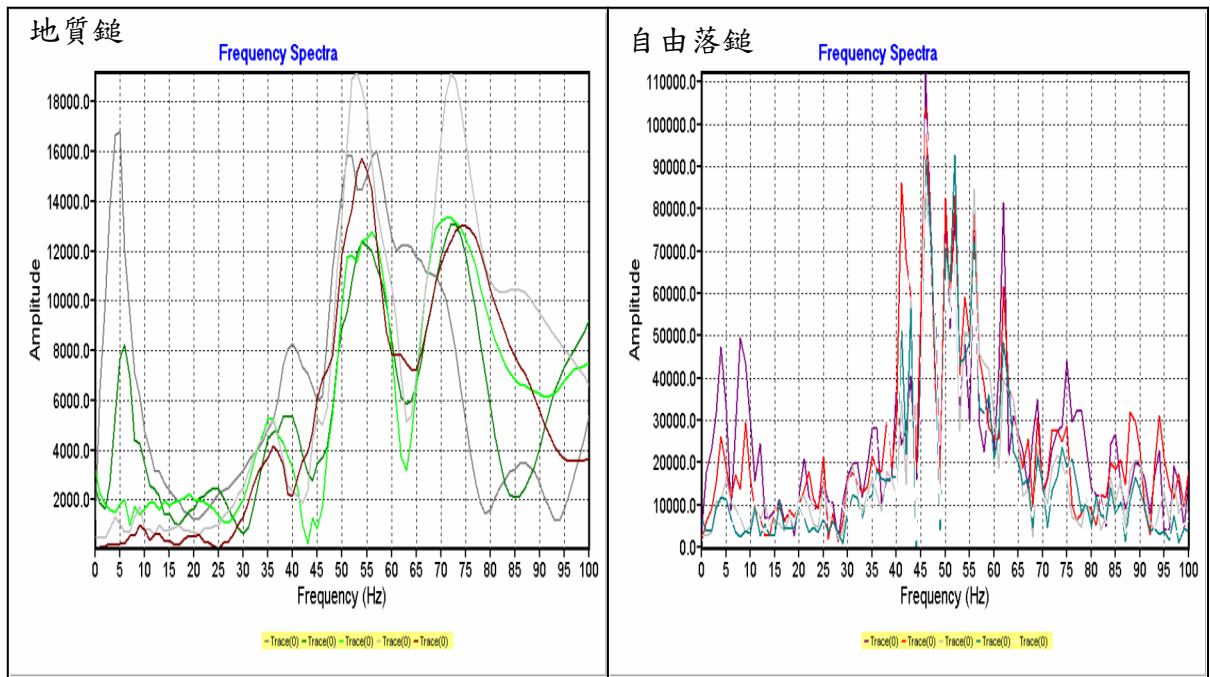 地質鎚
Frequency Spectra
Amplitude
18000.0
16000.0
14000.0
12000.0
10000.0
8000.0
6000.0
4000.0
2000.0
0 5 10 15 20 25 30 35 40 45 50 55 60 65 70 75 80 85 90 95 100
Frequency (Hz)
Trace(0) Trace(0) Trace(0) Trace(0) Trace(0)
自由落鎚
Frequency Spectra
Amplitude
110000.0
100000.0
90000.0
80000.0
70000.0
60000.0
50000.0
40000.0
30000.0
20000.0
10000.0
0.0
0 5 10 15 20 25 30 35 40 45 50 55 60 65 70 75 80 85 90 95 100
Frequency (Hz)
Trace(0) Trace(0) Trace(0) Trace(0) Trace(0)